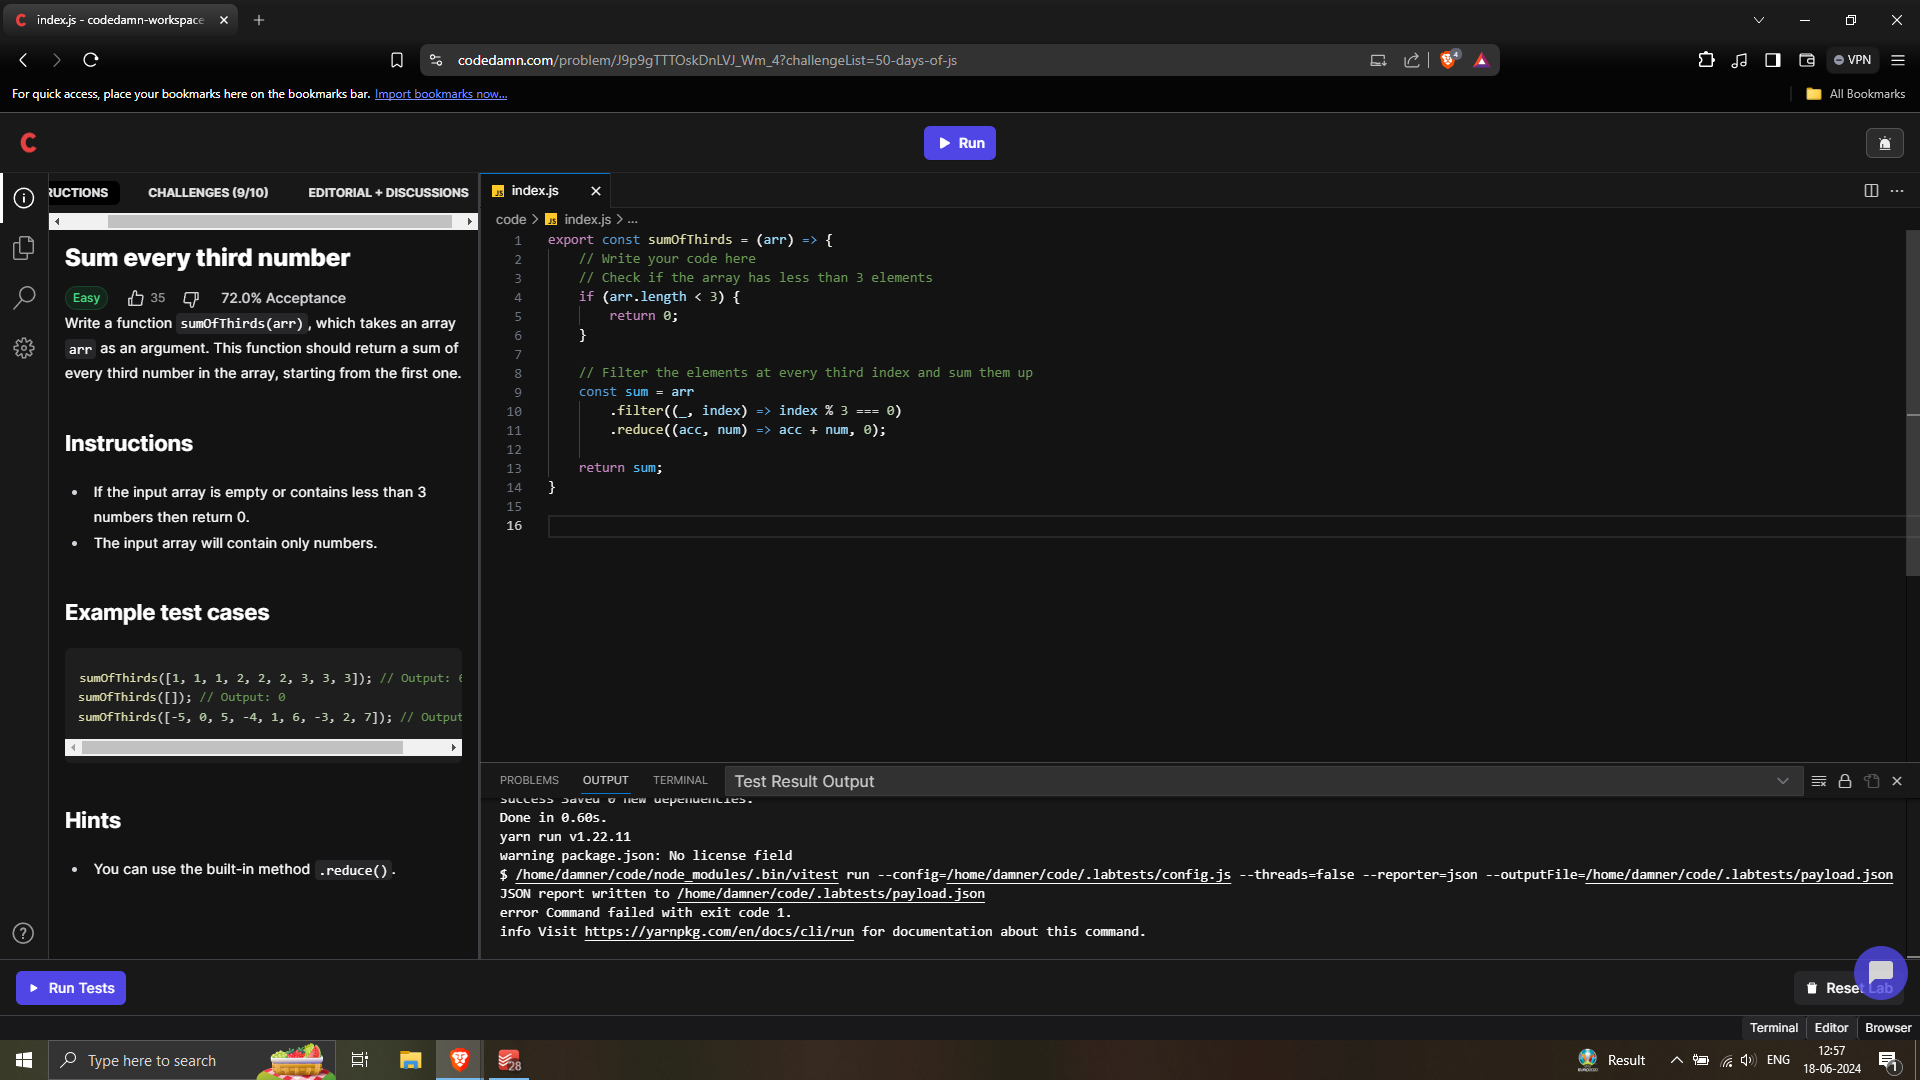 index.js - codedamn-workspace
codedamn.com/problem/J9p9gTTTOskDnLVJ_Wm_4?challengeList=50-days-of-js
4
VPN
For quick access, place your bookmarks here on the bookmarks bar. Import bookmarks now...
All Bookmarks
Run
RUCTIONS
CHALLENGES (9/10)
EDITORIAL + DISCUSSIONS
Sum every third number
Easy
35
72.0% Acceptance
Write a function sumOfThirds(arr), which takes an array
arr as an argument. This function should return a sum of
every third number in the array, starting from the first one.
Instructions
• If the input array is empty or contains less than 3
numbers then return 0.
• The input array will contain only numbers.
Example test cases
sumOfThirds([1, 1, 1, 2, 2, 2, 3, 3, 3]); // Output: 6
sumOfThirds([]); // Output: 0
sumOfThirds([-5, 0, 5, -4, 1, 6, -3, 2, 7]); // Output
Hints
• You can use the built-in method .reduce().
JS index.js
code > JS index.js > ...
1 export const sumOfThirds = (arr) => {
2 // Write your code here
3 // Check if the array has less than 3 elements
4 if (arr.length < 3) {
5 return 0;
6 }
7
8 // Filter the elements at every third index and sum them up
9 const sum = arr
10 .filter((_, index) => index % 3 === 0)
11 .reduce((acc, num) => acc + num, 0);
12
13 return sum;
14 }
15
16
PROBLEMS
OUTPUT
TERMINAL
Test Result Output
success Saved 0 new dependencies.
Done in 0.60s.
yarn run v1.22.11
warning package.json: No license field
$ /home/damner/code/node_modules/.bin/vitest run --config=/home/damner/code/.labtests/config.js --threads=false --reporter=json --outputFile=/home/damner/code/.labtests/payload.json
JSON report written to /home/damner/code/.labtests/payload.json
error Command failed with exit code 1.
info Visit https://yarnpkg.com/en/docs/cli/run for documentation about this command.
Run Tests
Reset Lab
Terminal
Editor
Browser
Type here to search
28
Result
ENG
12:57
18-06-2024
1